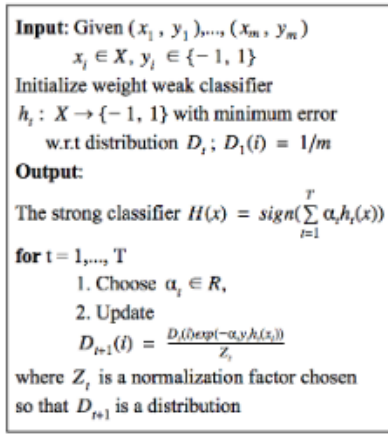 Input: Given (x₁, y₁),..., (xₘ, yₘ)
xᵢ ∈ X, yᵢ ∈ {− 1, 1}
Initialize weight weak classifier
hₜ : X → {− 1, 1} with minimum error
w.r.t distribution Dₜ ; D₁(i) = 1/m
Output:
The strong classifier H(x) = sign(∑_{t=1}^{T} αₜhₜ(x))
for t = 1,..., T
1. Choose αₜ ∈ R,
2. Update
Dₜ₊₁(i) = Dₜ(i)exp(−αₜyᵢhₜ(xᵢ)) / Zₜ
where Zₜ is a normalization factor chosen
so that Dₜ₊₁ is a distribution